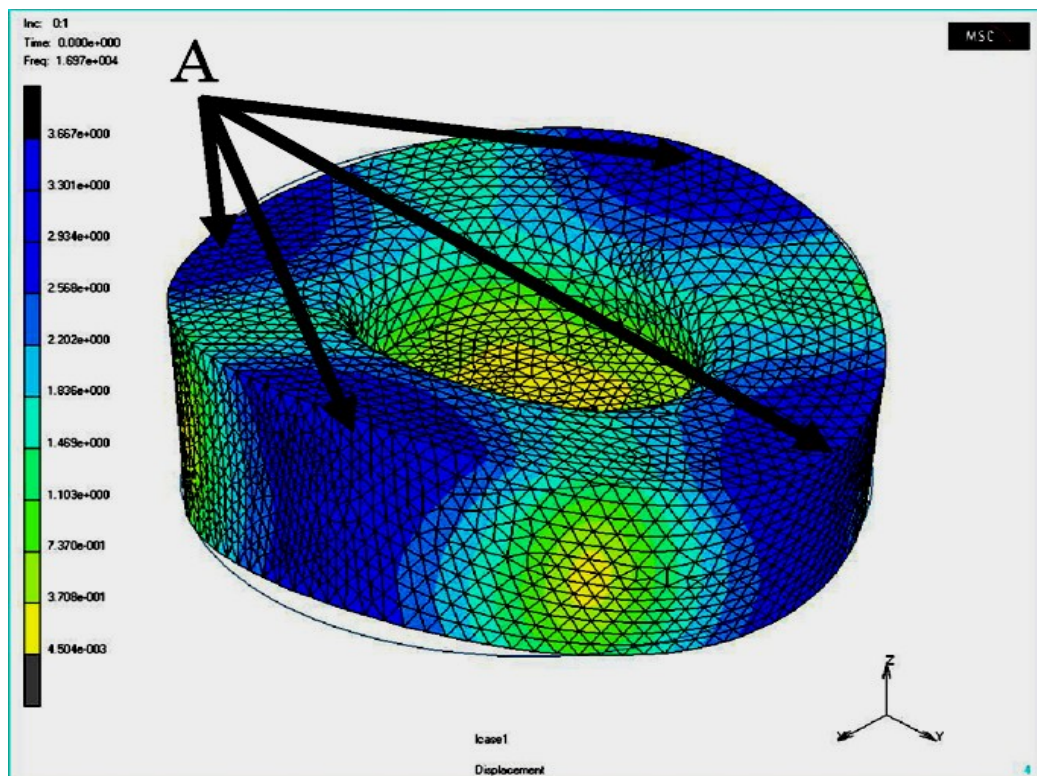 Inc: 0:1
Time: 0.000e+000
Freq: 1.697e+004
MSC
A
3.667e+000
3.301e+000
2.934e+000
2.568e+000
2.202e+000
1.836e+000
1.469e+000
1.103e+000
7.370e-001
3.708e-001
4.504e-003
Z
X
Y
lcase1
Displacement
4